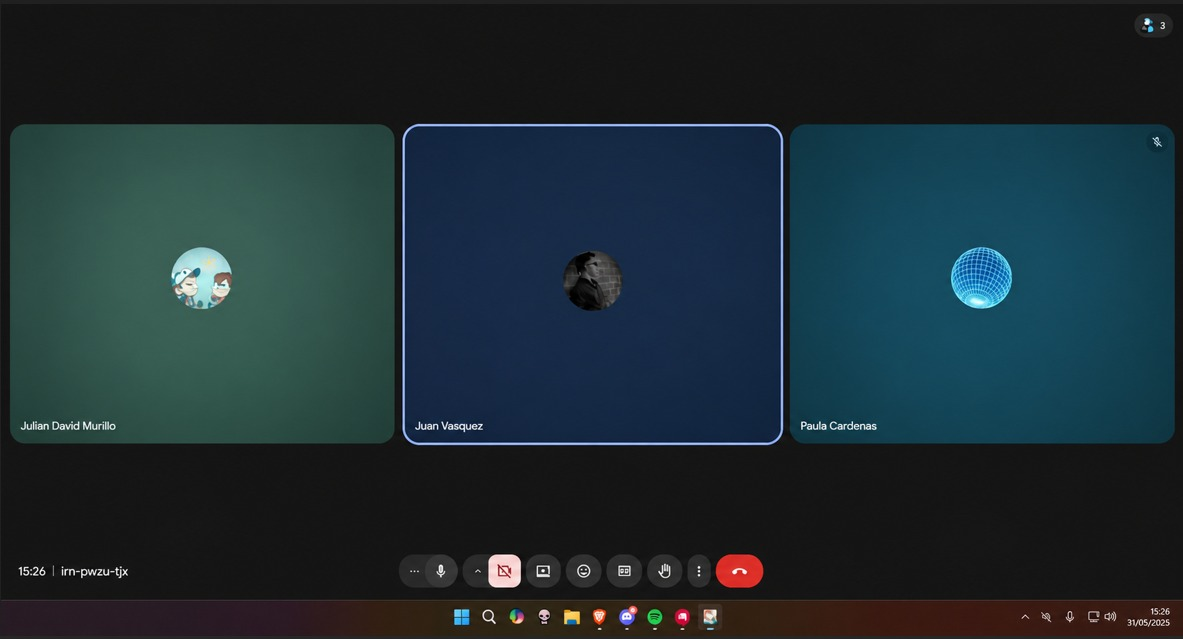 3
Julian David Murillo
Juan Vasquez
Paula Cardenas
15:26 | irn-pwzu-tjx
15:26
31/05/2025